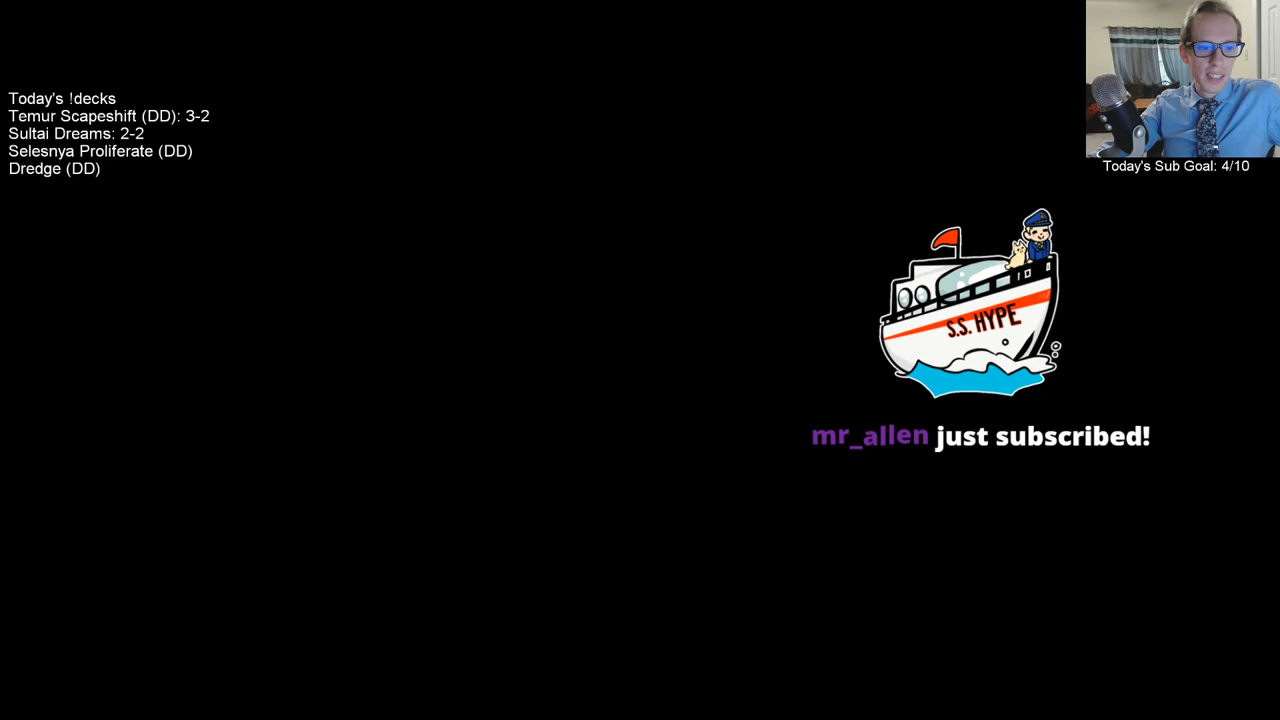 Today's !decks
Temur Scapeshift (DD): 3-2
Sultai Dreams: 2-2
Selesnya Proliferate (DD)
Dredge (DD)
Today's Sub Goal: 4/10
S.S. HYPE
mr_allen just subscribed!